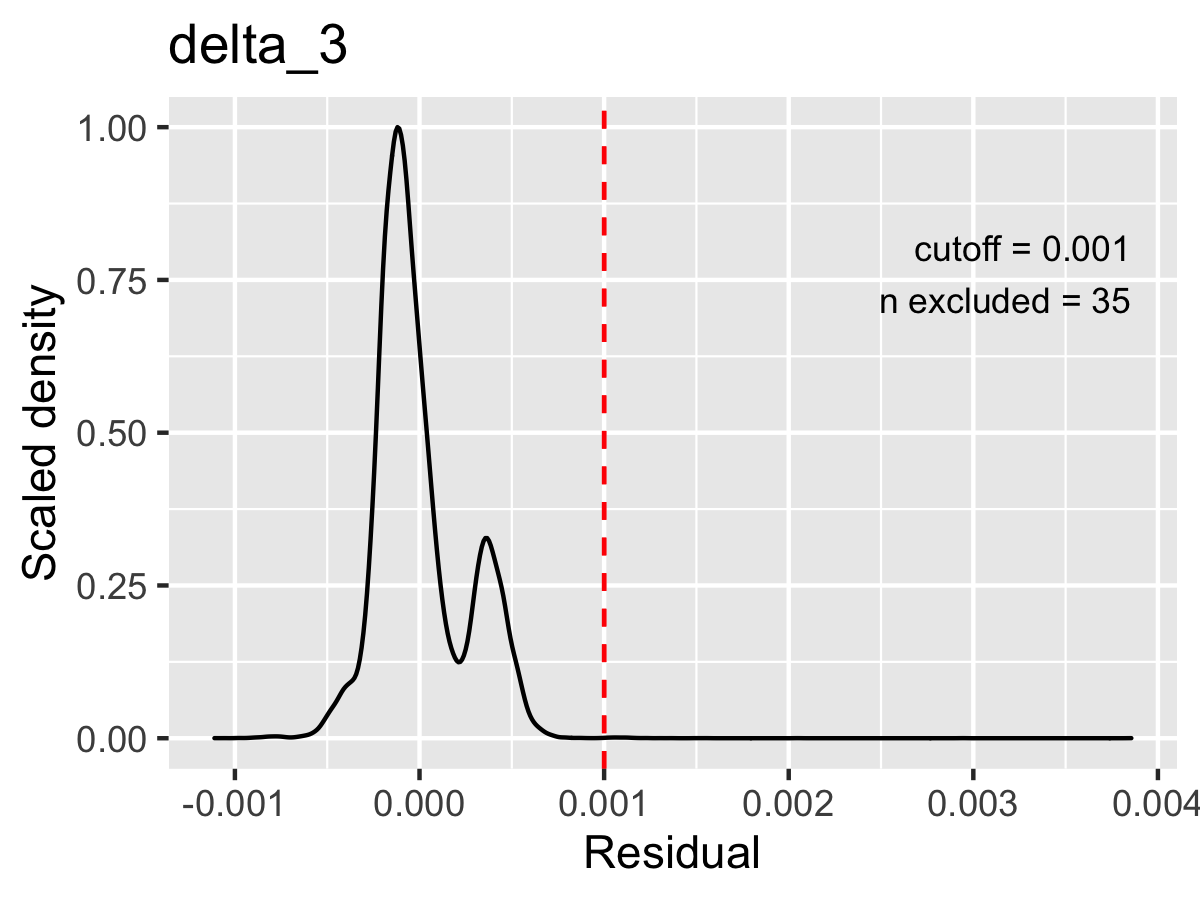 delta_3
1.00
0.75
0.50
0.25
0.00
Scaled density
cutoff = 0.001
n excluded = 35
-0.001 0.000 0.001 0.002 0.003 0.004
Residual